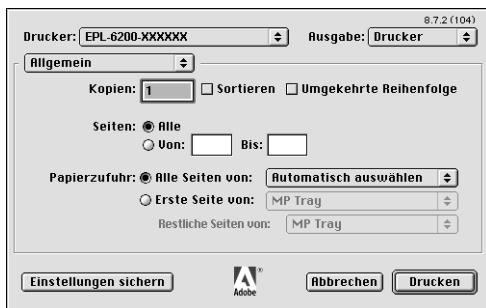 8.7.2 (104)
Drucker: EPL-6200-XXXXXX Ausgabe: Drucker
Allgemein
Kopien: 1 Sortieren Umgekehrte Reihenfolge
Seiten: Alle
Von: Bis:
Papierzufuhr: Alle Seiten von: Automatisch auswählen
Erste Seite von: MP Tray
Restliche Seiten von: MP Tray
Einstellungen sichern Adobe ® Abbrechen Drucken